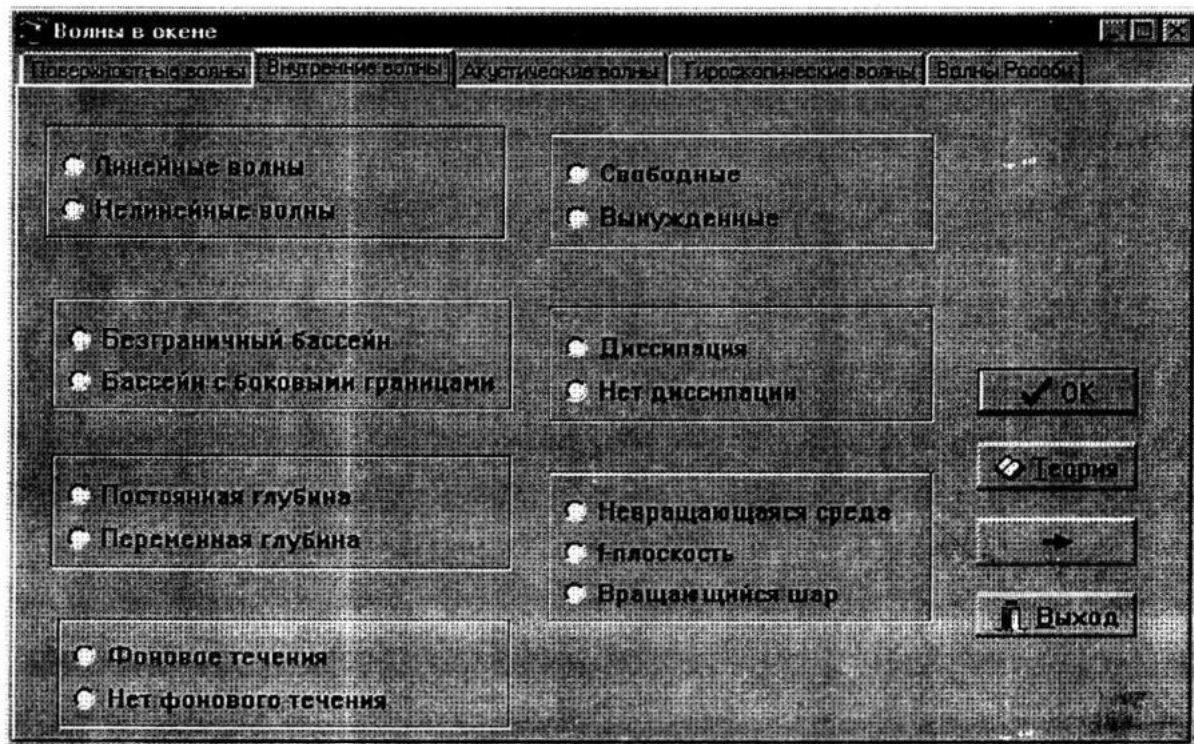 Волны в окене
Поверхностные волны
Внутренние волны
Акустические волны
Гироскопические волны
Волны Россби
Линейные волны
Нелинейные волны
Свободные
Вынужденные
Безграничный бассейн
Бассейн с боковыми границами
Диссипация
Нет диссипации
Постоянная глубина
Переменная глубина
Невращающаяся среда
f-плоскость
Вращающийся шар
Фоновое течения
Нет фонового течения
OK
Теория
Выход